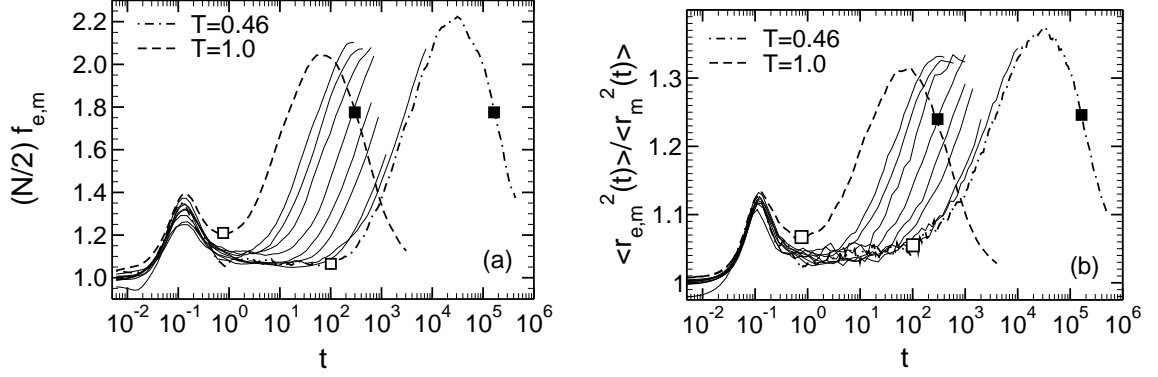 2.2
2.0
1.8
1.6
1.4
1.2
1.0
(N/2) f_{e,m}
T=0.46
T=1.0
(a)
10^{-2} 10^{-1} 10^{0} 10^{1} 10^{2} 10^{3} 10^{4} 10^{5} 10^{6}
t
1.3
1.2
1.1
1
<r_{e,m}^{2}(t)>/<r_{m}^{2}(t)>
T=0.46
T=1.0
(b)
10^{-2} 10^{-1} 10^{0} 10^{1} 10^{2} 10^{3} 10^{4} 10^{5} 10^{6}
t